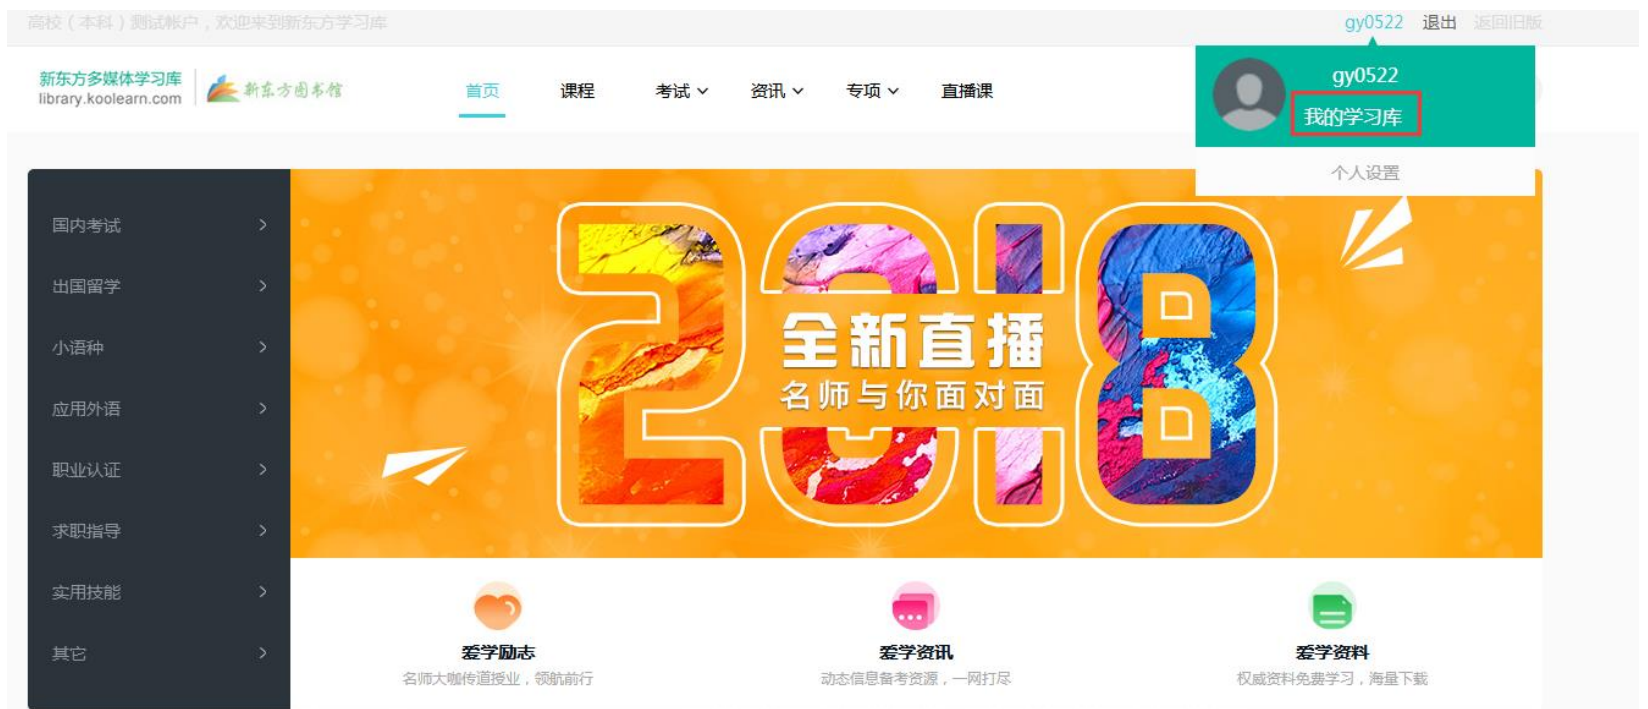 高校（本科）测试帐户，欢迎来到新东方学习库
gy0522 退出 返回旧版
新东方多媒体学习库
library.koolearn.com
新东方图书馆
首页 课程 考试 资讯 专项 直播课
gy0522
我的学习库
个人设置
国内考试
出国留学
小语种
应用外语
职业认证
求职指导
实用技能
其它
2018
全新直播
名师与你面对面
爱学励志
名师大咖传道授业，领航前行
爱学资讯
动态信息备考资源，一网打尽
爱学资料
权威资料免费学习，海量下载